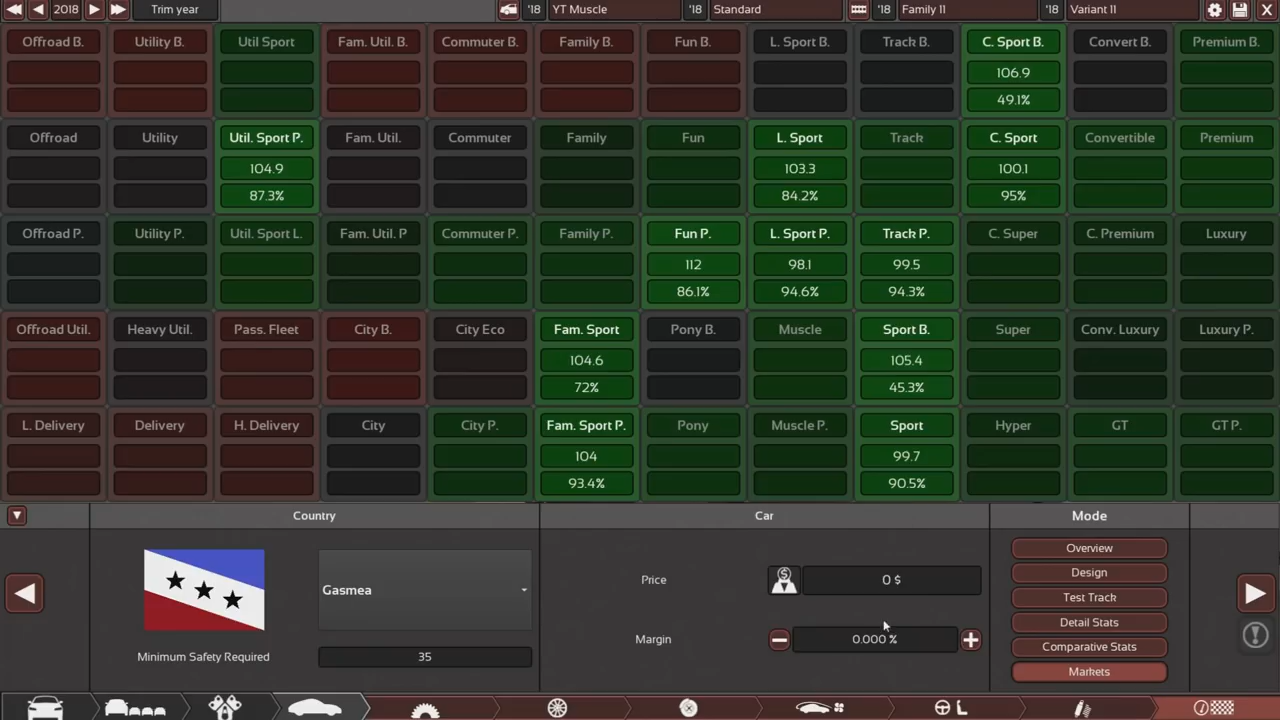 2018 Trim year '18 YT Muscle '18 Standard '18 Family 11 '18 Variant 11
Offroad B. Utility B. Util Sport Fam. Util. B. Commuter B. Family B. Fun B. L. Sport B. Track B. C. Sport B. Convert B. Premium B.
106.9
49.1%
Offroad Utility Util. Sport P. Fam. Util. Commuter Family Fun L. Sport Track C. Sport Convertible Premium
104.9 103.3 100.1
87.3% 84.2% 95%
Offroad P. Utility P. Util. Sport L. Fam. Util. P Commuter P. Family P. Fun P. L. Sport P. Track P. C. Super C. Premium Luxury
112 98.1 99.5
86.1% 94.6% 94.3%
Offroad Util. Heavy Util. Pass. Fleet City B. City Eco Fam. Sport Pony B. Muscle Sport B. Super Conv. Luxury Luxury P.
104.6 105.4
72% 45.3%
L. Delivery Delivery H. Delivery City City P. Fam. Sport P. Pony Muscle P. Sport Hyper GT GT P.
104 99.7
93.4% 90.5%
Country Car Mode
Overview
Gasmea Price 0 $ Design
Test Track
Detail Stats
Margin 0.000 % Comparative Stats
Minimum Safety Required 35 Markets